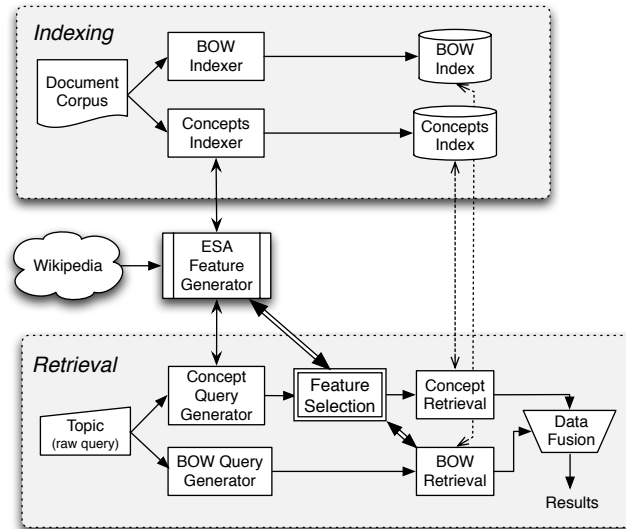 Indexing
BOW
Indexer
BOW
Index
Document
Corpus
Concepts
Indexer
Concepts
Index
Wikipedia
ESA
Feature
Generator
Retrieval
Concept
Query
Generator
Feature
Selection
Concept
Retrieval
Topic
(raw query)
Data
Fusion
BOW Query
Generator
BOW
Retrieval
Results